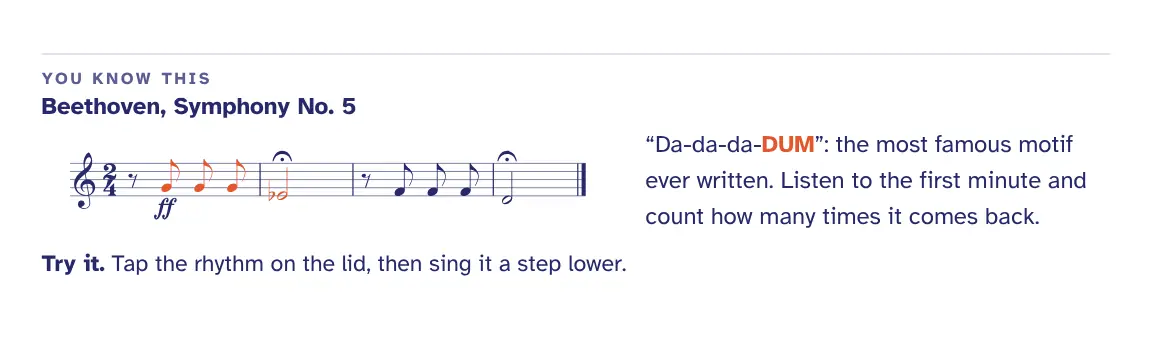 YOU KNOW THIS
Beethoven, Symphony No. 5
2
4
ff
“Da-da-da-DUM”: the most famous motif
ever written. Listen to the first minute and
count how many times it comes back.
Try it. Tap the rhythm on the lid, then sing it a step lower.